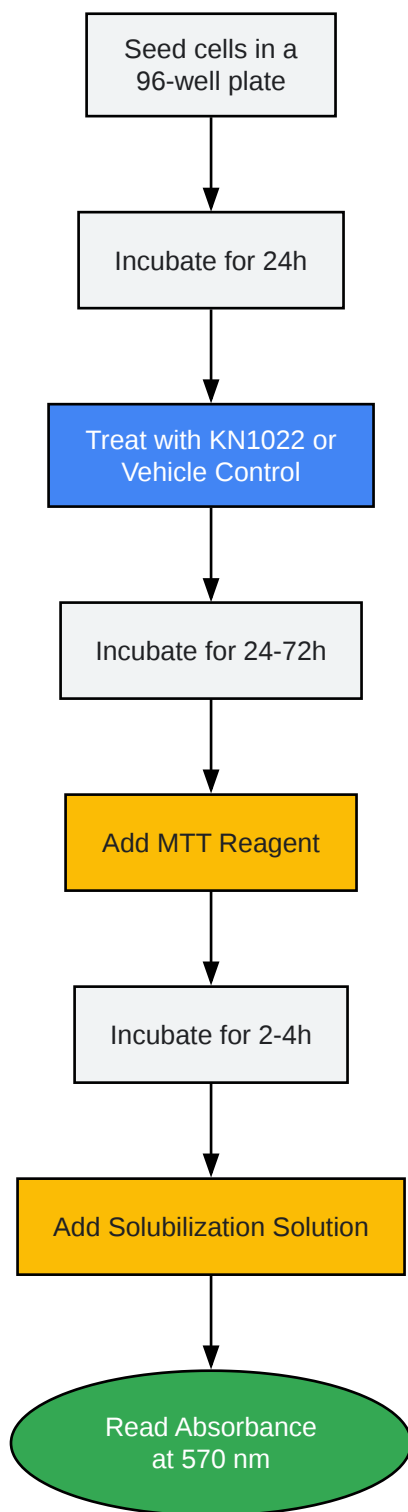 Seed cells in a
96-well plate
Incubate for 24h
Treat with KN1022 or
Vehicle Control
Incubate for 24-72h
Add MTT Reagent
Incubate for 2-4h
Add Solubilization Solution
Read Absorbance
at 570 nm